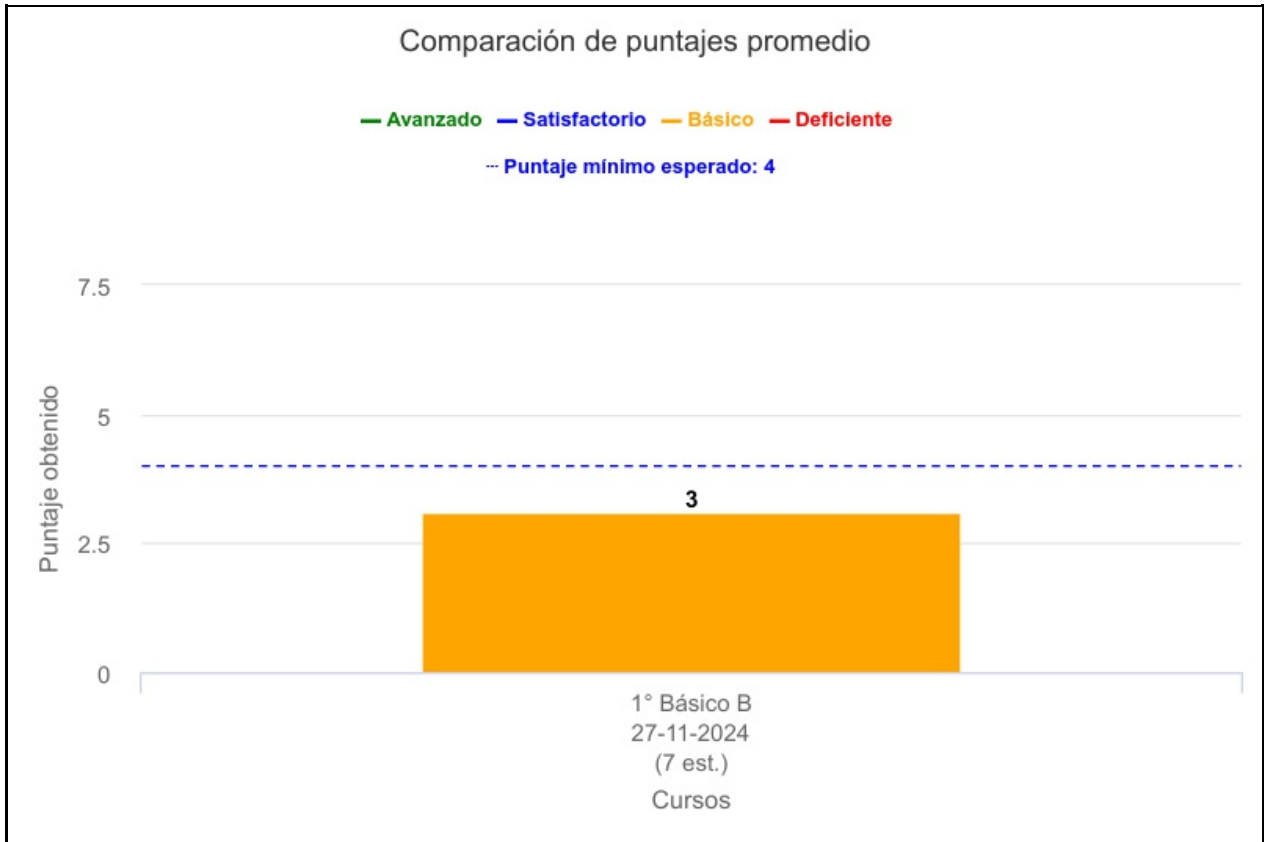 Comparación de puntajes promedio
Avanzado Satisfactorio Básico Deficiente
Puntaje mínimo esperado: 4
7.5
5
2.5
0
Puntaje obtenido
3
1° Básico B
27-11-2024
(7 est.)
Cursos